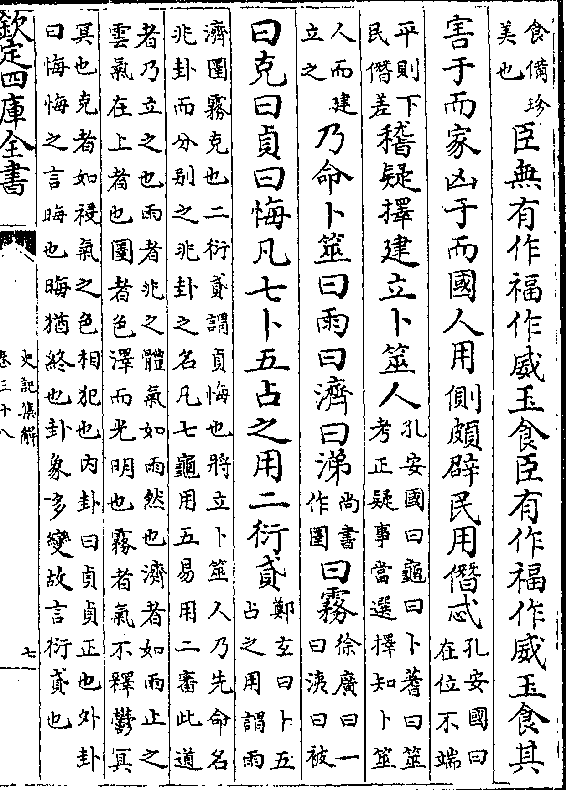 食備珍
美也
臣無有作福作威玉食臣有作福作威玉食其
害于而家凶于而國人用側頗辟民用僭忒
孔安國曰
在位不端
平則下
民僭差
稽疑擇建立卜筮人
孔安國曰龜曰卜蓍曰筮
考正疑事當選擇知卜筮
人而建
立之
乃命卜筮曰雨曰濟曰涕
尚書
作圛
曰霧
徐廣曰一
曰洟曰被
曰克曰貞曰悔凡七卜五占之用二衍貣
鄭玄曰卜五
占之用謂雨
濟圛霧克也二衍貣謂貞悔也將立卜筮人乃先命名
兆卦而分别之兆卦之名凡七龜用五易用二審此道
者乃立之也雨者兆之體氣如雨然也濟者如雨止之
雲氣在上者也圛者色澤而光明也霧者氣不釋鬱冥
冥也克者如祲氣之色相犯也内卦曰貞貞正也外卦
曰悔悔之言晦也晦猶終也卦象多變故言衍貣也
欽定四庫全書
史記集解
卷三十八
七